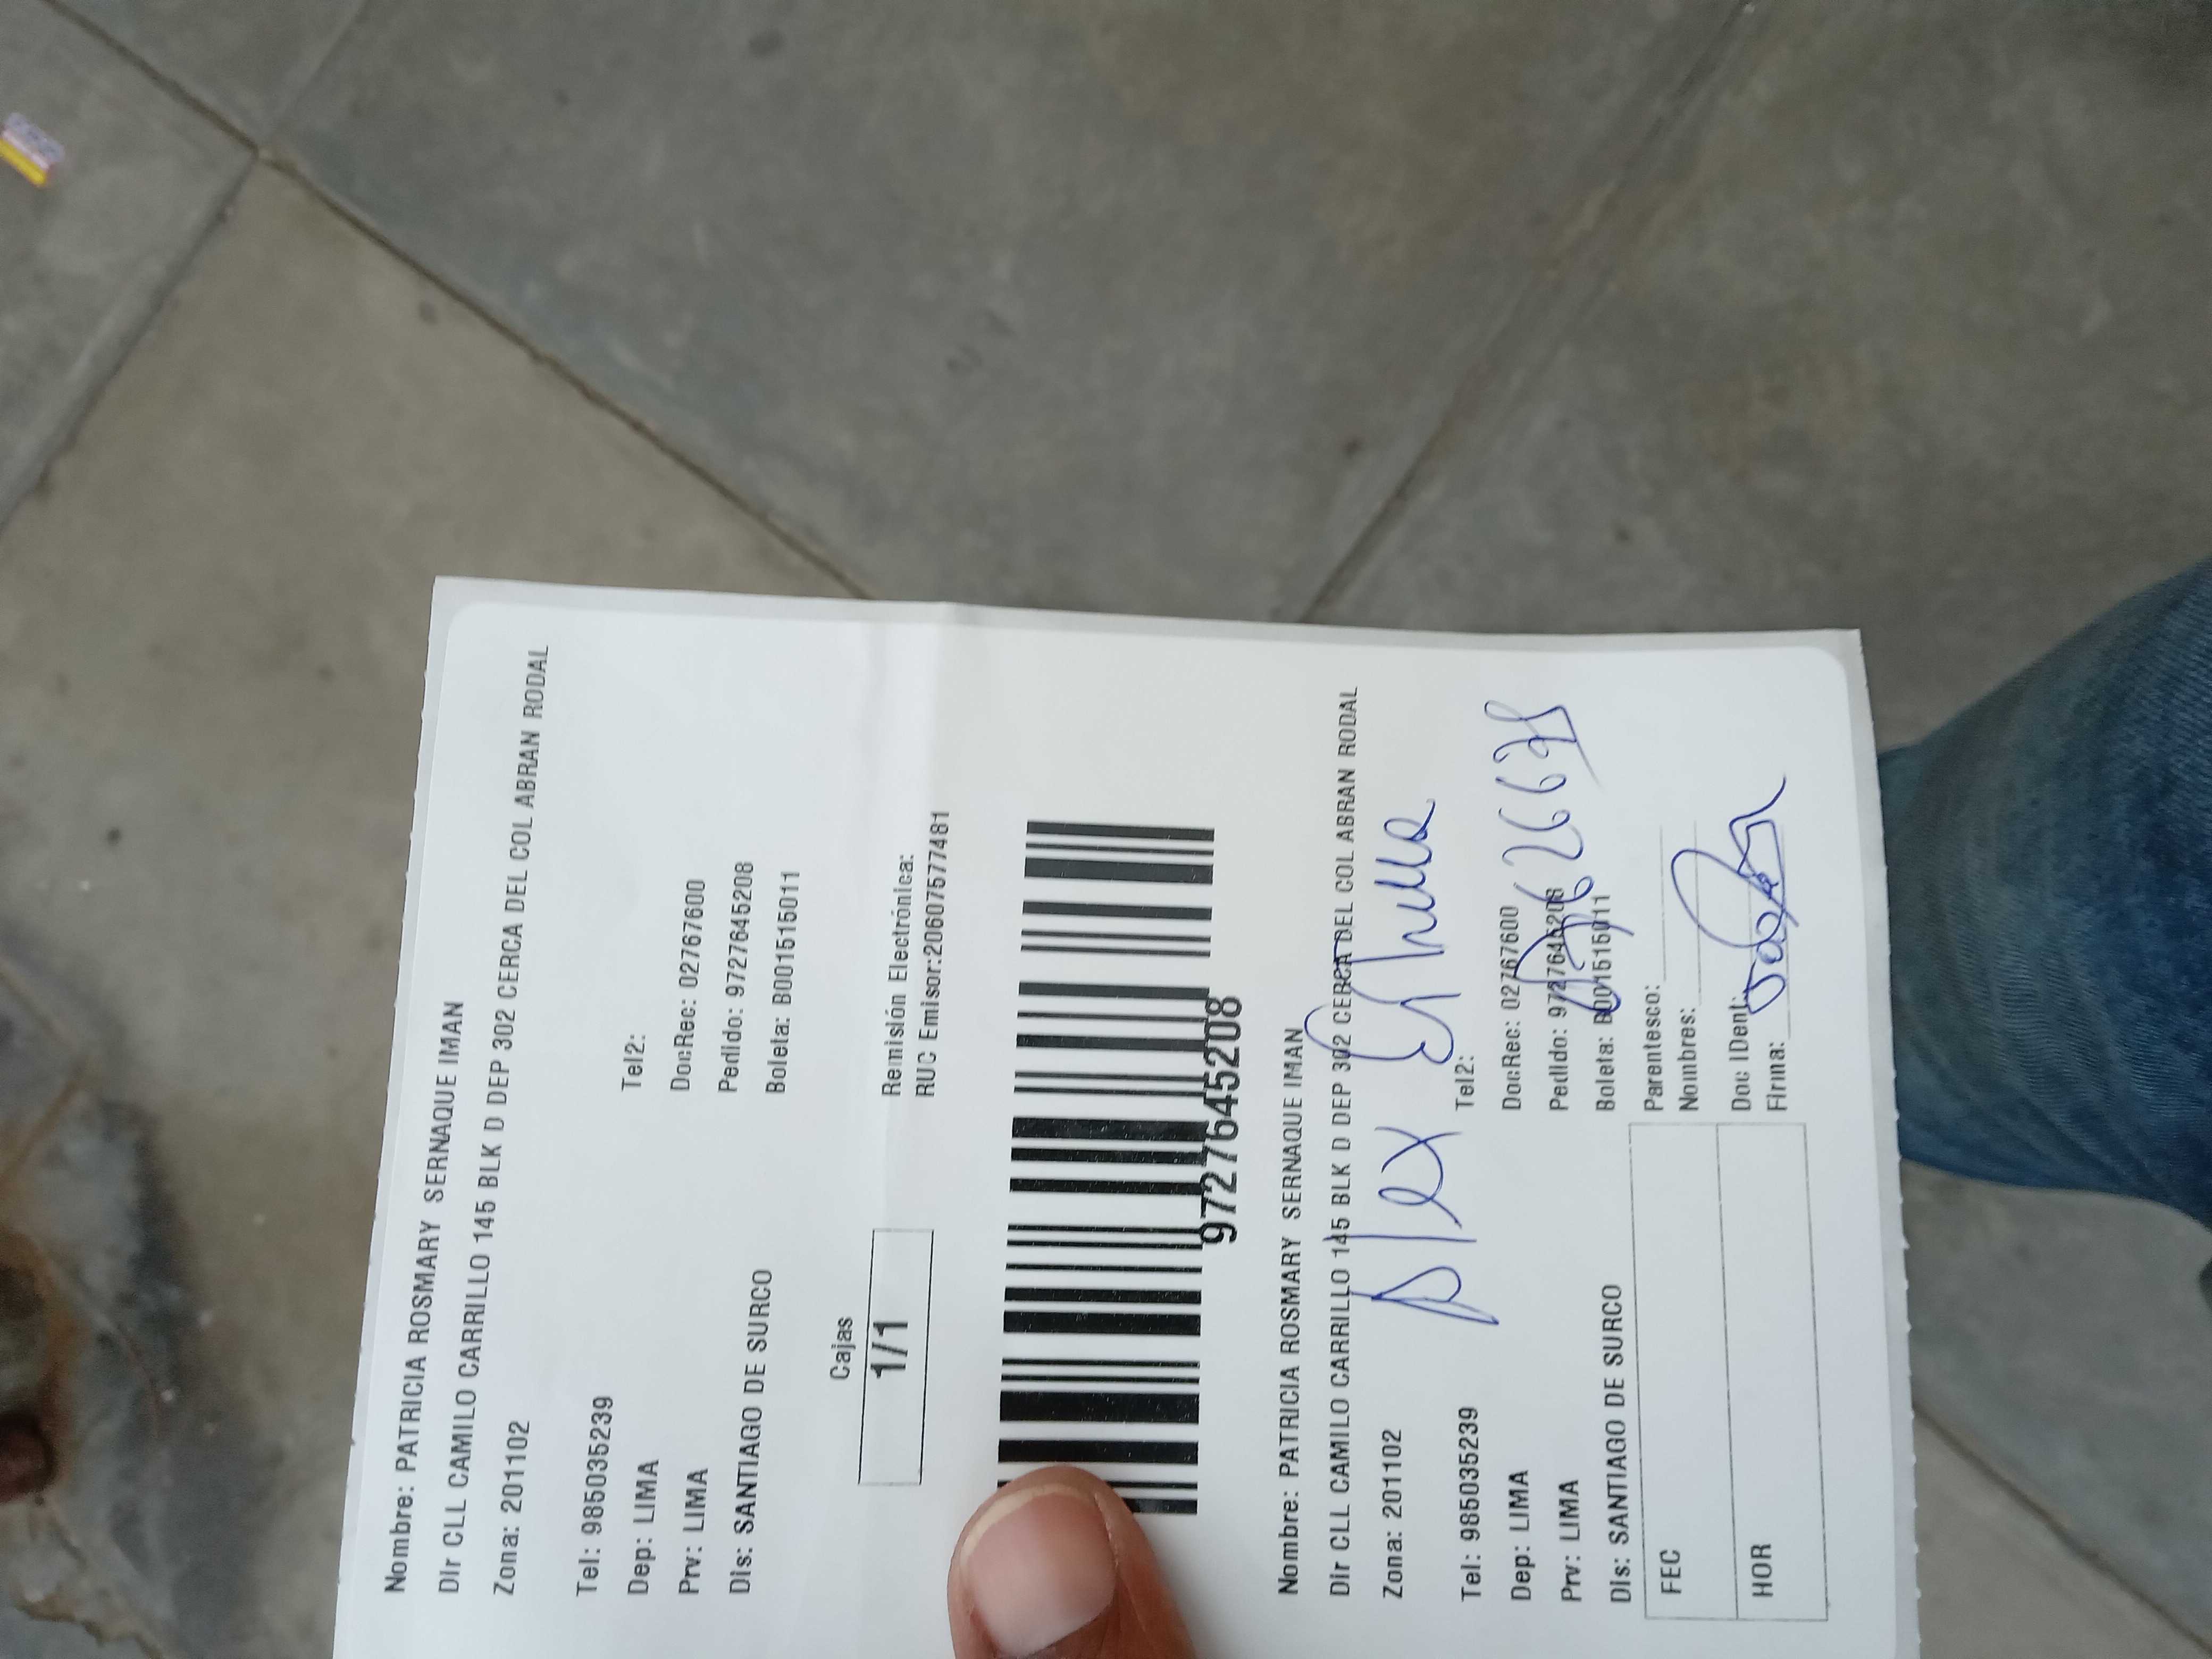 Nombre: PATRICIA ROSMARY SERNAQUE IMAN
Dir CLL CAMILO CARRILLO 145 BLK D DEP 302 CERCA DEL COL ABRAN RODAL
Zona: 201102
Tel: 985035239 Tel2:
Dep: LIMA DocRec: 02767600
Prv: LIMA Pedido: 9727645208
Dis: SANTIAGO DE SURCO Boleta: B001515011
Cajas
1/1
Remisión Electrónica:
RUC Emisor:20607577481
9727645208
Nombre: PATRICIA ROSMARY SERNAQUE IMAN
Dir CLL CAMILO CARRILLO 145 BLK D DEP 302 CERCA DEL COL ABRAN RODAL
Zona: 201102
Alex
Tel: 985035239 Tel2:
Dep: LIMA DocRec: 02767600
Prv: LIMA Pedido: 9727645208
Dis: SANTIAGO DE SURCO Boleta: B001515011
FEC
HOR
Parentesco:
Nombres:
Doc IDent:
Firma: